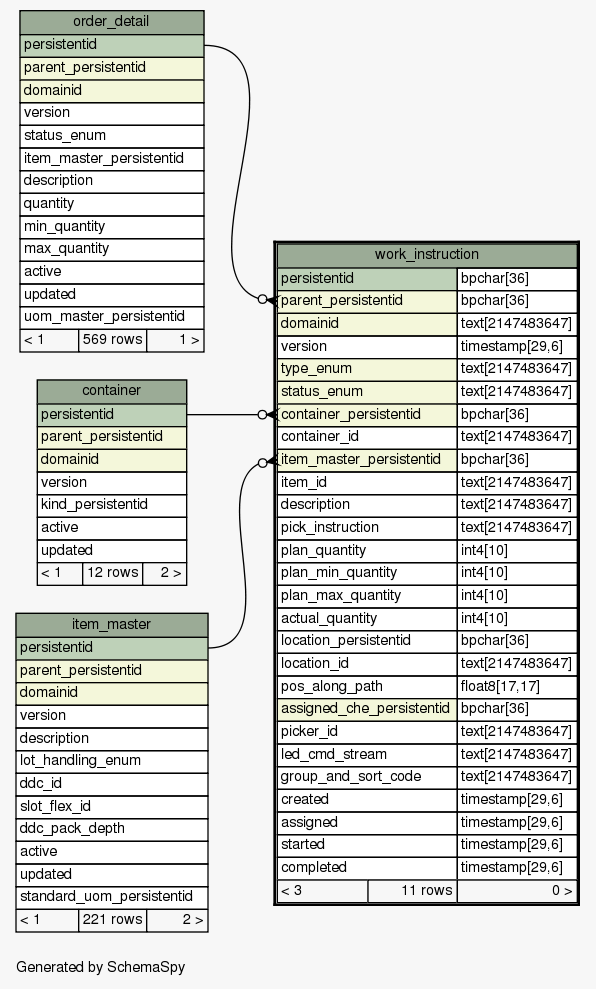 order_detail
persistentid
parent_persistentid
domainid
version
status_enum
item_master_persistentid
description
quantity
min_quantity
max_quantity
active
updated
uom_master_persistentid
< 1 569 rows 1 >
container
persistentid
parent_persistentid
domainid
version
kind_persistentid
active
updated
< 1 12 rows 2 >
item_master
persistentid
parent_persistentid
domainid
version
description
lot_handling_enum
ddc_id
slot_flex_id
ddc_pack_depth
active
updated
standard_uom_persistentid
< 1 221 rows 2 >
work_instruction
persistentid bpchar[36]
parent_persistentid bpchar[36]
domainid text[2147483647]
version timestamp[29,6]
type_enum text[2147483647]
status_enum text[2147483647]
container_persistentid bpchar[36]
container_id text[2147483647]
item_master_persistentid bpchar[36]
item_id text[2147483647]
description text[2147483647]
pick_instruction text[2147483647]
plan_quantity int4[10]
plan_min_quantity int4[10]
plan_max_quantity int4[10]
actual_quantity int4[10]
location_persistentid bpchar[36]
location_id text[2147483647]
pos_along_path float8[17,17]
assigned_che_persistentid bpchar[36]
picker_id text[2147483647]
led_cmd_stream text[2147483647]
group_and_sort_code text[2147483647]
created timestamp[29,6]
assigned timestamp[29,6]
started timestamp[29,6]
completed timestamp[29,6]
< 3 11 rows 0 >
Generated by SchemaSpy